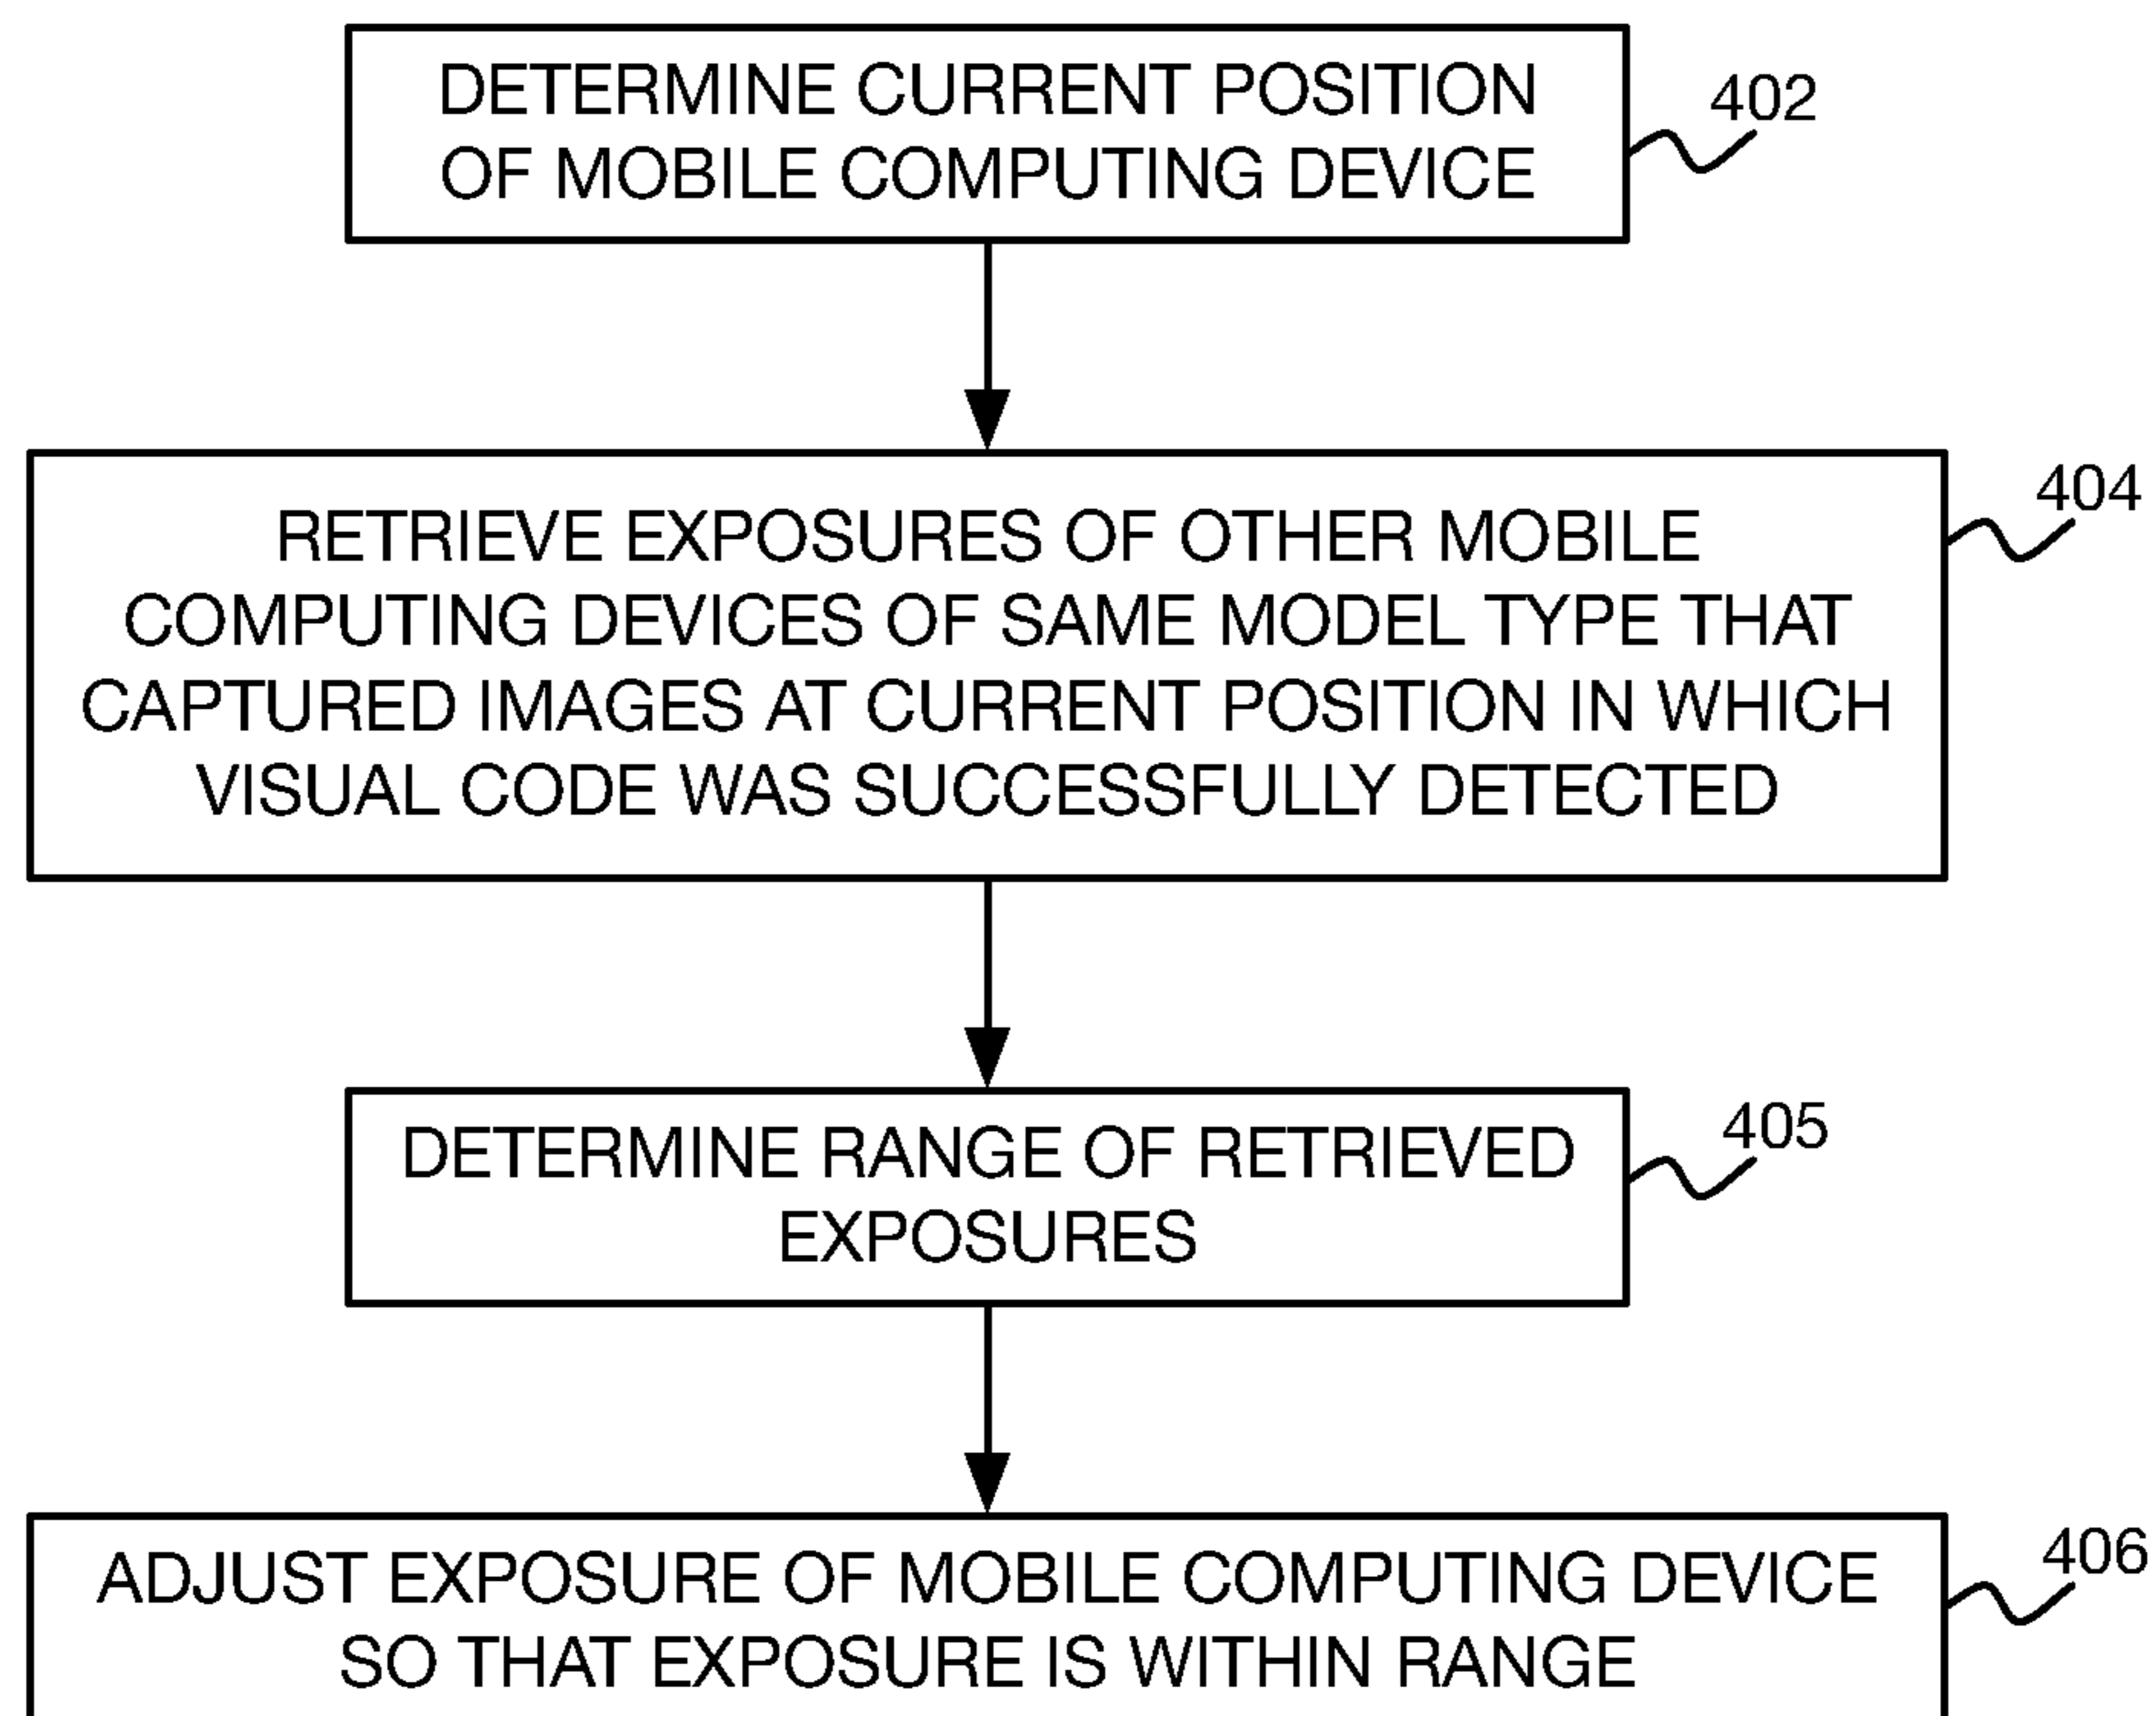 DETERMINE CURRENT POSITION
OF MOBILE COMPUTING DEVICE
402
RETRIEVE EXPOSURES OF OTHER MOBILE
COMPUTING DEVICES OF SAME MODEL TYPE THAT
CAPTURED IMAGES AT CURRENT POSITION IN WHICH
VISUAL CODE WAS SUCCESSFULLY DETECTED
404
DETERMINE RANGE OF RETRIEVED
EXPOSURES
405
ADJUST EXPOSURE OF MOBILE COMPUTING DEVICE
SO THAT EXPOSURE IS WITHIN RANGE
406